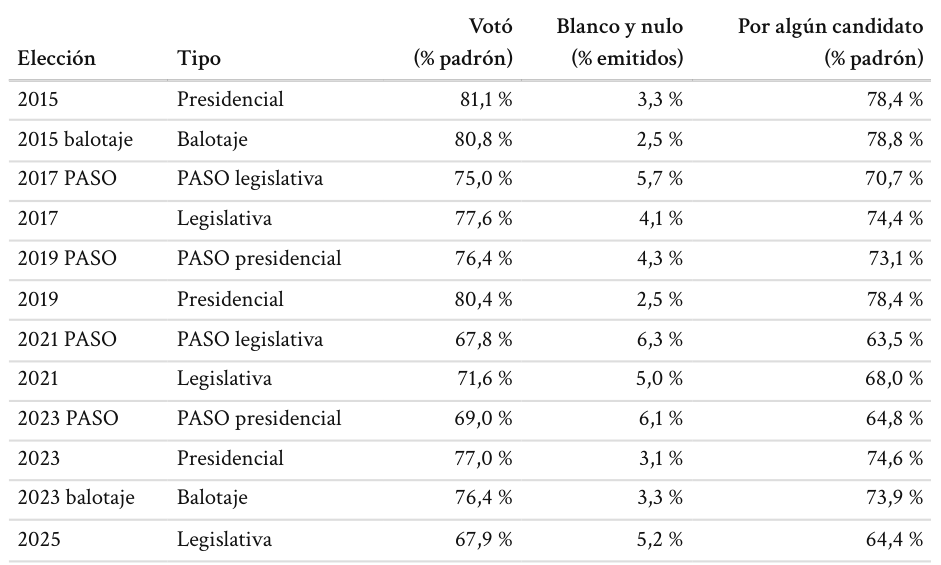 Elección Tipo Votó (% padrón) Blanco y nulo (% emitidos) Por algún candidato (% padrón)
2015 Presidencial 81,1 % 3,3 % 78,4 %
2015 balotaje Balotaje 80,8 % 2,5 % 78,8 %
2017 PASO PASO legislativa 75,0 % 5,7 % 70,7 %
2017 Legislativa 77,6 % 4,1 % 74,4 %
2019 PASO PASO presidencial 76,4 % 4,3 % 73,1 %
2019 Presidencial 80,4 % 2,5 % 78,4 %
2021 PASO PASO legislativa 67,8 % 6,3 % 63,5 %
2021 Legislativa 71,6 % 5,0 % 68,0 %
2023 PASO PASO presidencial 69,0 % 6,1 % 64,8 %
2023 Presidencial 77,0 % 3,1 % 74,6 %
2023 balotaje Balotaje 76,4 % 3,3 % 73,9 %
2025 Legislativa 67,9 % 5,2 % 64,4 %